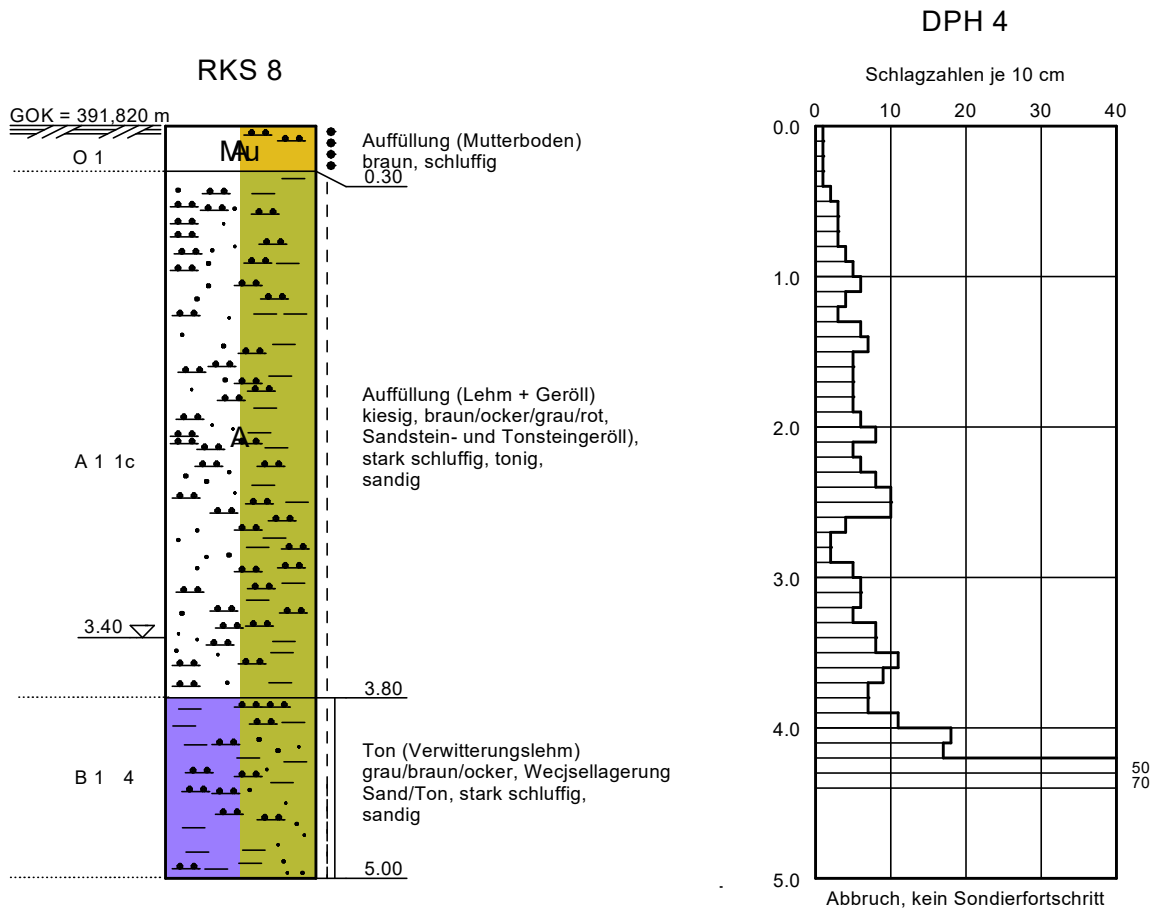 DPH 4
RKS 8
Schlagzahlen je 10 cm
GOK = 391,820 m
0 10 20 30 40
0.0
Mu
A
Auffüllung (Mutterboden)
braun, schluffig
O 1
0.30
1.0
Auffüllung (Lehm + Geröll)
kiesig, braun/ocker/grau/rot,
Sandstein- und Tonsteingeröll),
stark schluffig, tonig,
sandig
2.0
A
A 1 1c
3.0
3.40
3.80
4.0
Ton (Verwitterungslehm)
grau/braun/ocker, Wecjsellagerung
Sand/Ton, stark schluffig,
sandig
B 1 4
50
70
5.00
5.0
Abbruch, kein Sondierfortschritt